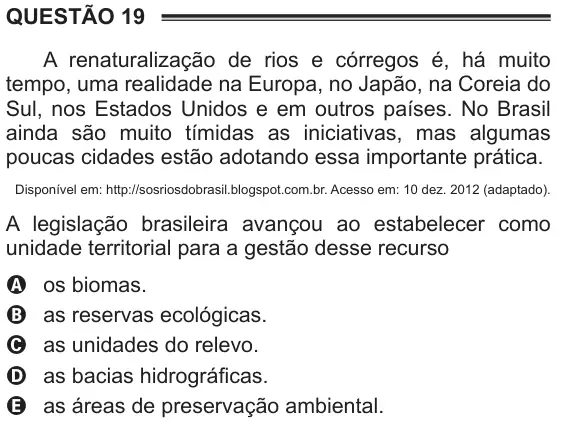 QUESTÃO 19
A renaturalização de rios e córregos é, há muito
tempo, uma realidade na Europa, no Japão, na Coreia do
Sul, nos Estados Unidos e em outros países. No Brasil
ainda são muito tímidas as iniciativas, mas algumas
poucas cidades estão adotando essa importante prática.
Disponível em: http://sosriosdobrasil.blogspot.com.br. Acesso em: 10 dez. 2012 (adaptado).
A legislação brasileira avançou ao estabelecer como
unidade territorial para a gestão desse recurso
A os biomas.
B as reservas ecológicas.
C as unidades do relevo.
D as bacias hidrográficas.
E as áreas de preservação ambiental.